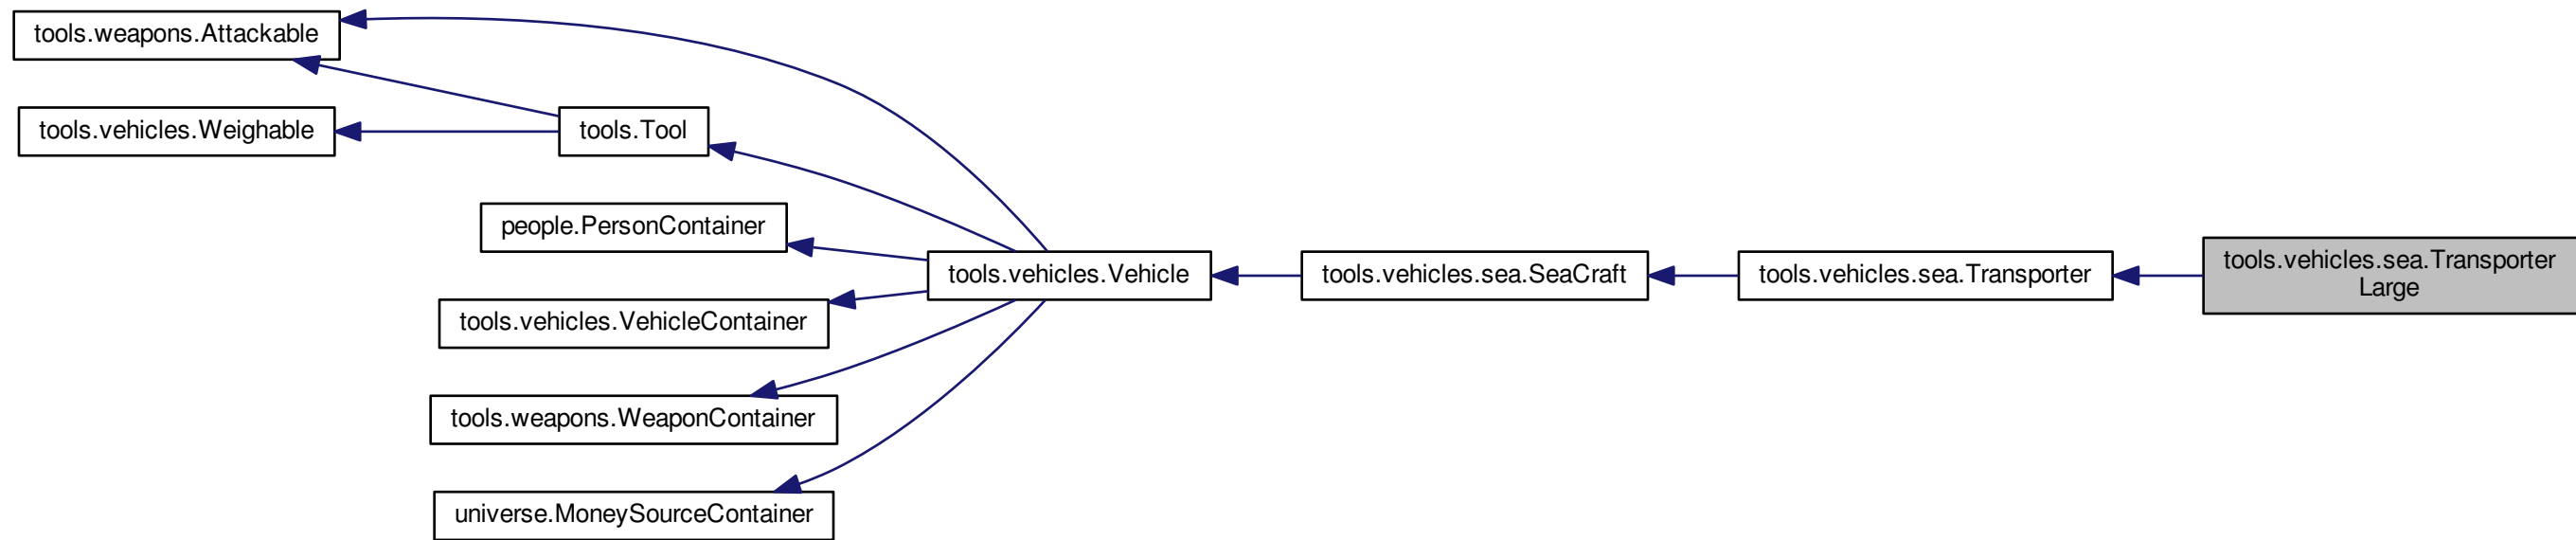 tools.weapons.Attackable
tools.vehicles.Weighable
tools.Tool
people.PersonContainer
tools.vehicles.VehicleContainer
tools.weapons.WeaponContainer
universe.MoneySourceContainer
tools.vehicles.Vehicle
tools.vehicles.sea.SeaCraft
tools.vehicles.sea.Transporter
tools.vehicles.sea.Transporter
Large